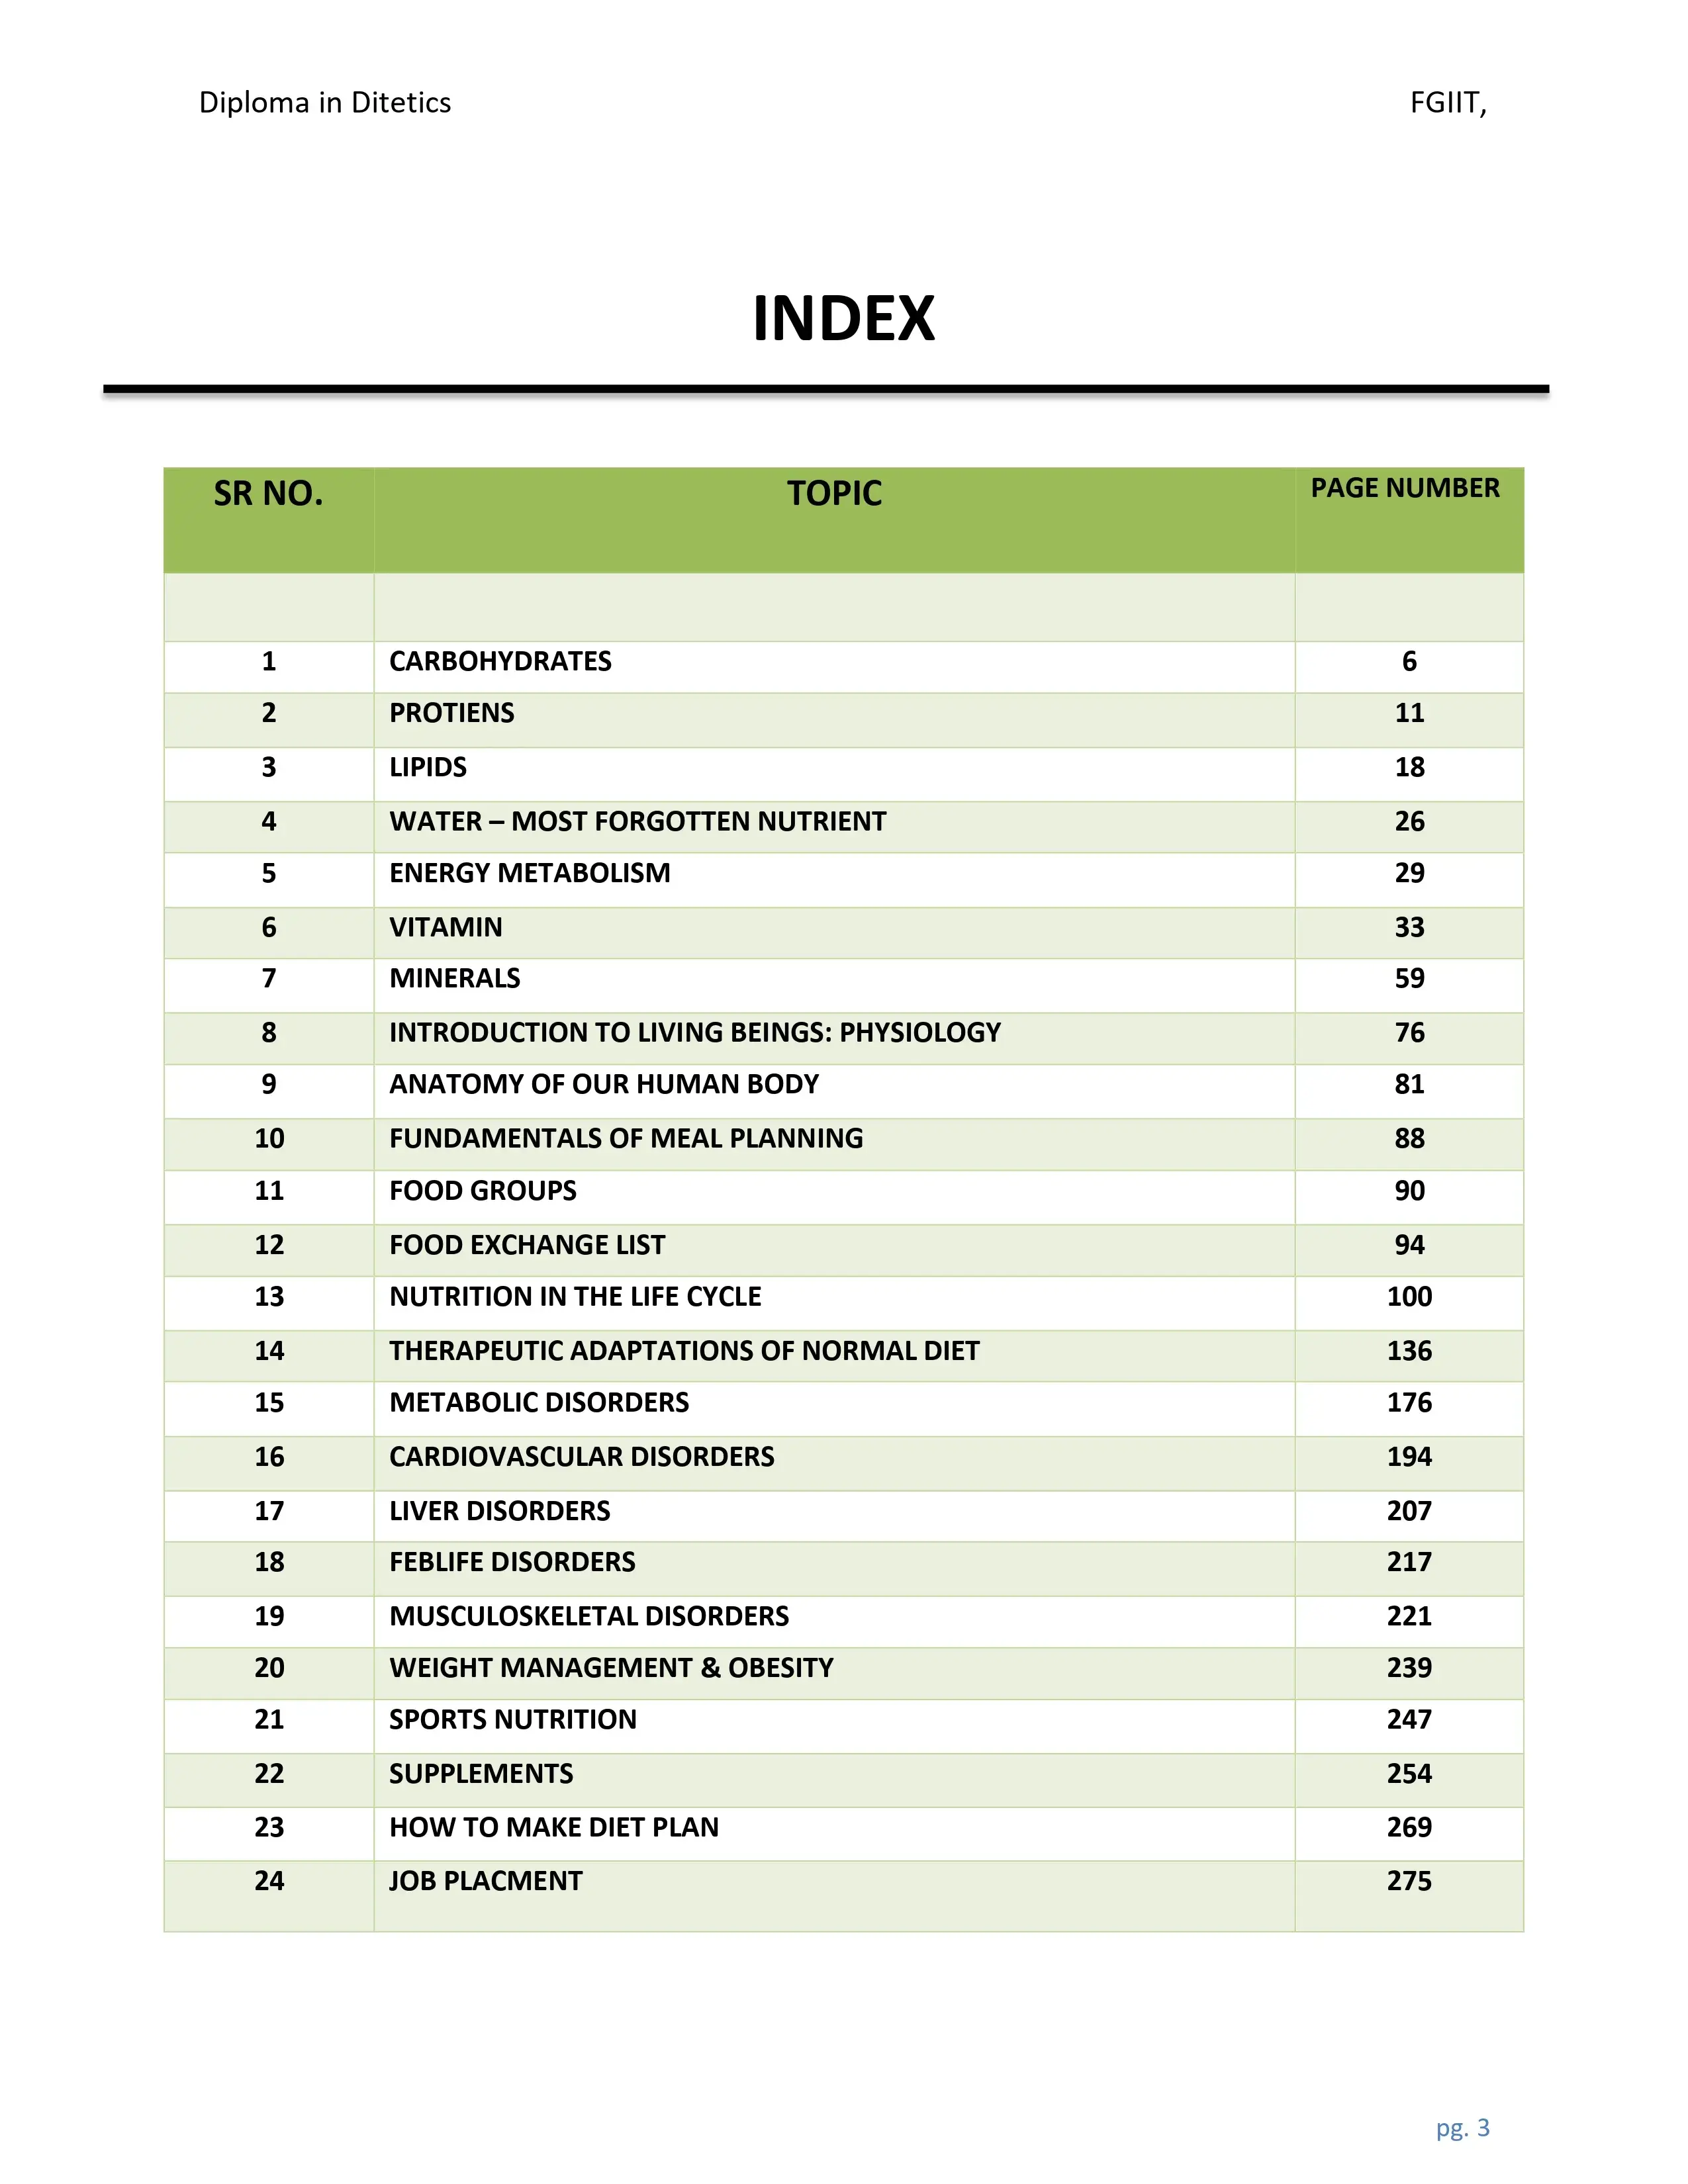 Diploma in Ditetics FGIIT,
INDEX
SR NO. TOPIC PAGE NUMBER
1 CARBOHYDRATES 6
2 PROTIENS 11
3 LIPIDS 18
4 WATER – MOST FORGOTTEN NUTRIENT 26
5 ENERGY METABOLISM 29
6 VITAMIN 33
7 MINERALS 59
8 INTRODUCTION TO LIVING BEINGS: PHYSIOLOGY 76
9 ANATOMY OF OUR HUMAN BODY 81
10 FUNDAMENTALS OF MEAL PLANNING 88
11 FOOD GROUPS 90
12 FOOD EXCHANGE LIST 94
13 NUTRITION IN THE LIFE CYCLE 100
14 THERAPEUTIC ADAPTATIONS OF NORMAL DIET 136
15 METABOLIC DISORDERS 176
16 CARDIOVASCULAR DISORDERS 194
17 LIVER DISORDERS 207
18 FEBLIFE DISORDERS 217
19 MUSCULOSKELETAL DISORDERS 221
20 WEIGHT MANAGEMENT & OBESITY 239
21 SPORTS NUTRITION 247
22 SUPPLEMENTS 254
23 HOW TO MAKE DIET PLAN 269
24 JOB PLACMENT 275
pg. 3